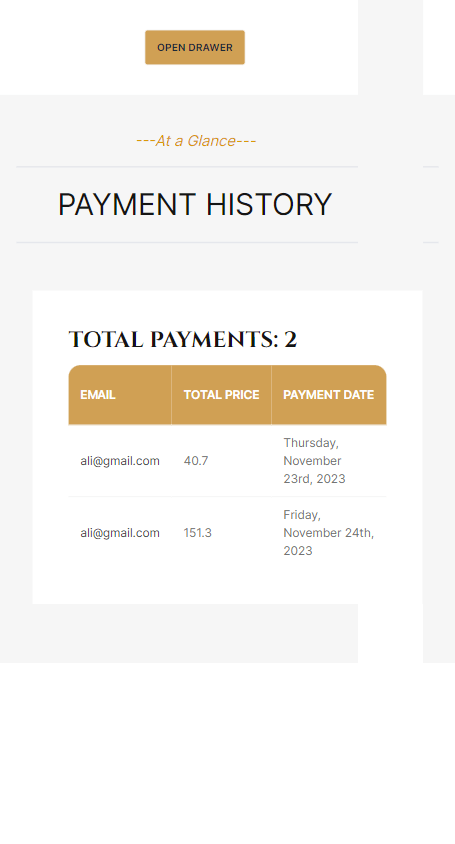 OPEN DRAWER
---At a Glance---
PAYMENT HISTORY
TOTAL PAYMENTS: 2
EMAIL TOTAL PRICE PAYMENT DATE
ali@gmail.com 40.7 Thursday,
November
23rd, 2023
ali@gmail.com 151.3 Friday,
November 24th,
2023